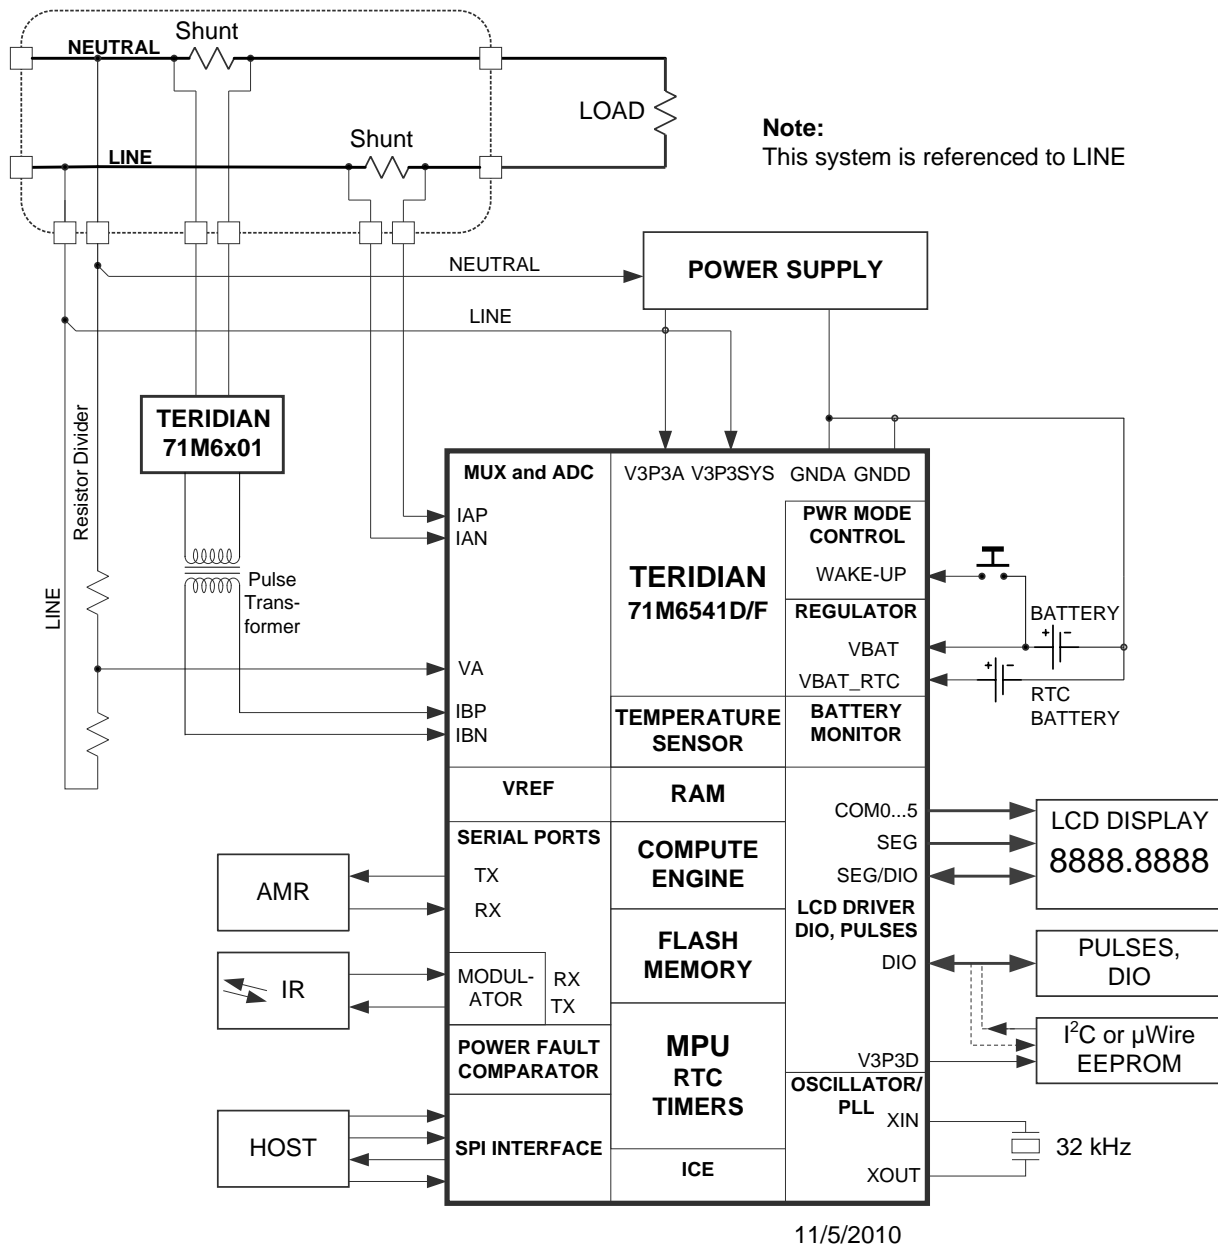 Shunt
NEUTRAL
LOAD
Note:
This system is referenced to LINE
Shunt
LINE
NEUTRAL
POWER SUPPLY
LINE
TERIDIAN
71M6x01
Resistor Divider
LINE
Pulse
Trans-
former
MUX and ADC
V3P3A V3P3SYS
GNDA GNDD
IAP
IAN
VA
IBP
IBN
TERIDIAN
71M6541D/F
PWR MODE
CONTROL
WAKE-UP
REGULATOR
VBAT
VBAT_RTC
BATTERY
+ -
+ -
RTC
BATTERY
TEMPERATURE
SENSOR
BATTERY
MONITOR
VREF
RAM
SERIAL PORTS
TX
RX
AMR
COMPUTE
ENGINE
COM0...5
SEG
SEG/DIO
LCD DISPLAY
8888.8888
LCD DRIVER
DIO, PULSES
DIO
PULSES,
DIO
FLASH
MEMORY
IR
MODUL-
ATOR
RX
TX
I²C or µWire
EEPROM
V3P3D
POWER FAULT
COMPARATOR
MPU
RTC
TIMERS
OSCILLATOR/
PLL
XIN
XOUT
32 kHz
HOST
SPI INTERFACE
ICE
11/5/2010